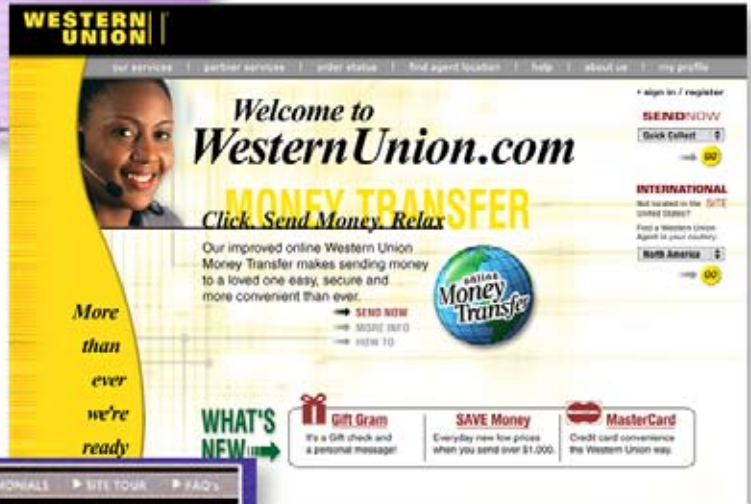 WESTERN
UNION
our services | partner services | order status | find agent location | help | about us | my profile
• sign in / register
SENDNOW
Quick Collect
GO
INTERNATIONAL
Not located in the SITE
United States?
Find a Western Union
Agent in your country.
North America
GO
Welcome to
WesternUnion.com
MONEY TRANSFER
Click. Send Money. Relax
Our improved online Western Union
Money Transfer makes sending money
to a loved one easy, secure and
more convenient than ever.
SEND NOW
MORE INFO
HOW TO
online
Money
Transfer
More
than
ever
we're
ready
WHAT'S
NEW
Gift Gram
It's a Gift check and
a personal message!
SAVE Money
Everyday new low prices
when you send over $1,000.
MasterCard
Credit card convenience
the Western Union way.
MONIALS ▶ SITE TOUR ▶ FAQ's